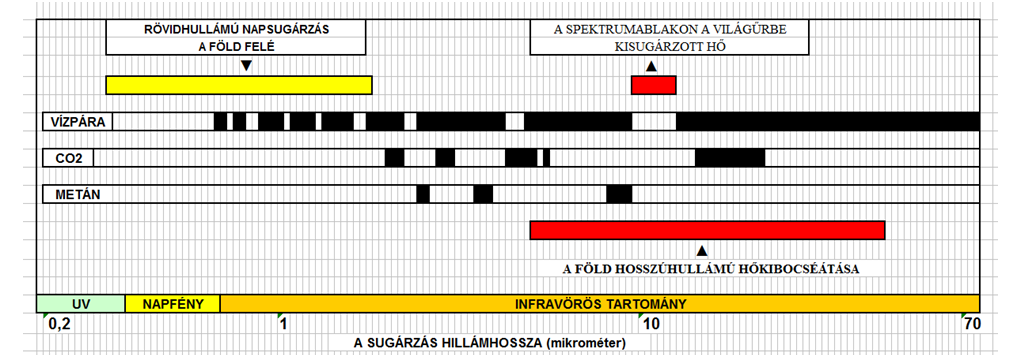 RÖVIDHULLÁMÚ NAPSUGÁRZÁS
A FÖLD FELÉ
A SPEKTRUMABLAKON A VILÁGŰRBE
KISUGÁRZOTT HŐ
VÍZPÁRA
CO2
METÁN
A FÖLD HOSSZÚHULLÁMÚ HŐKIBOCSÉÁTÁSA
UV
NAPFÉNY
INFRAVÖRÖS TARTOMÁNY
0,2
1
10
70
A SUGÁRZÁS HILLÁMHOSSZA (mikrométer)